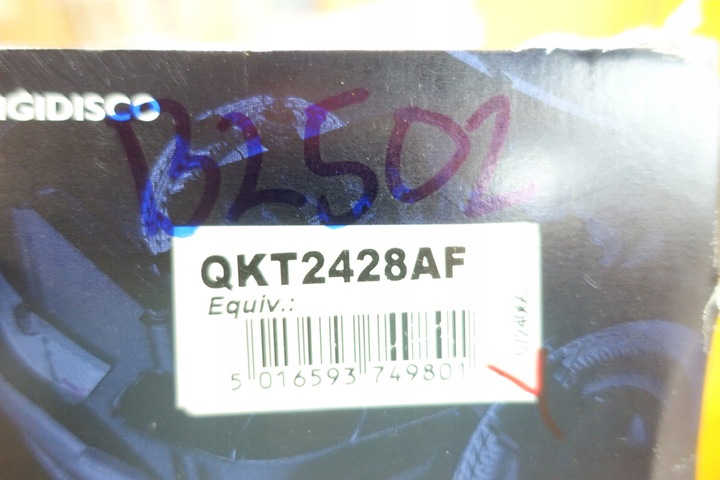 IGIDISCO
B2502
QKT2428AF
Equiv.:
5 016593 749801